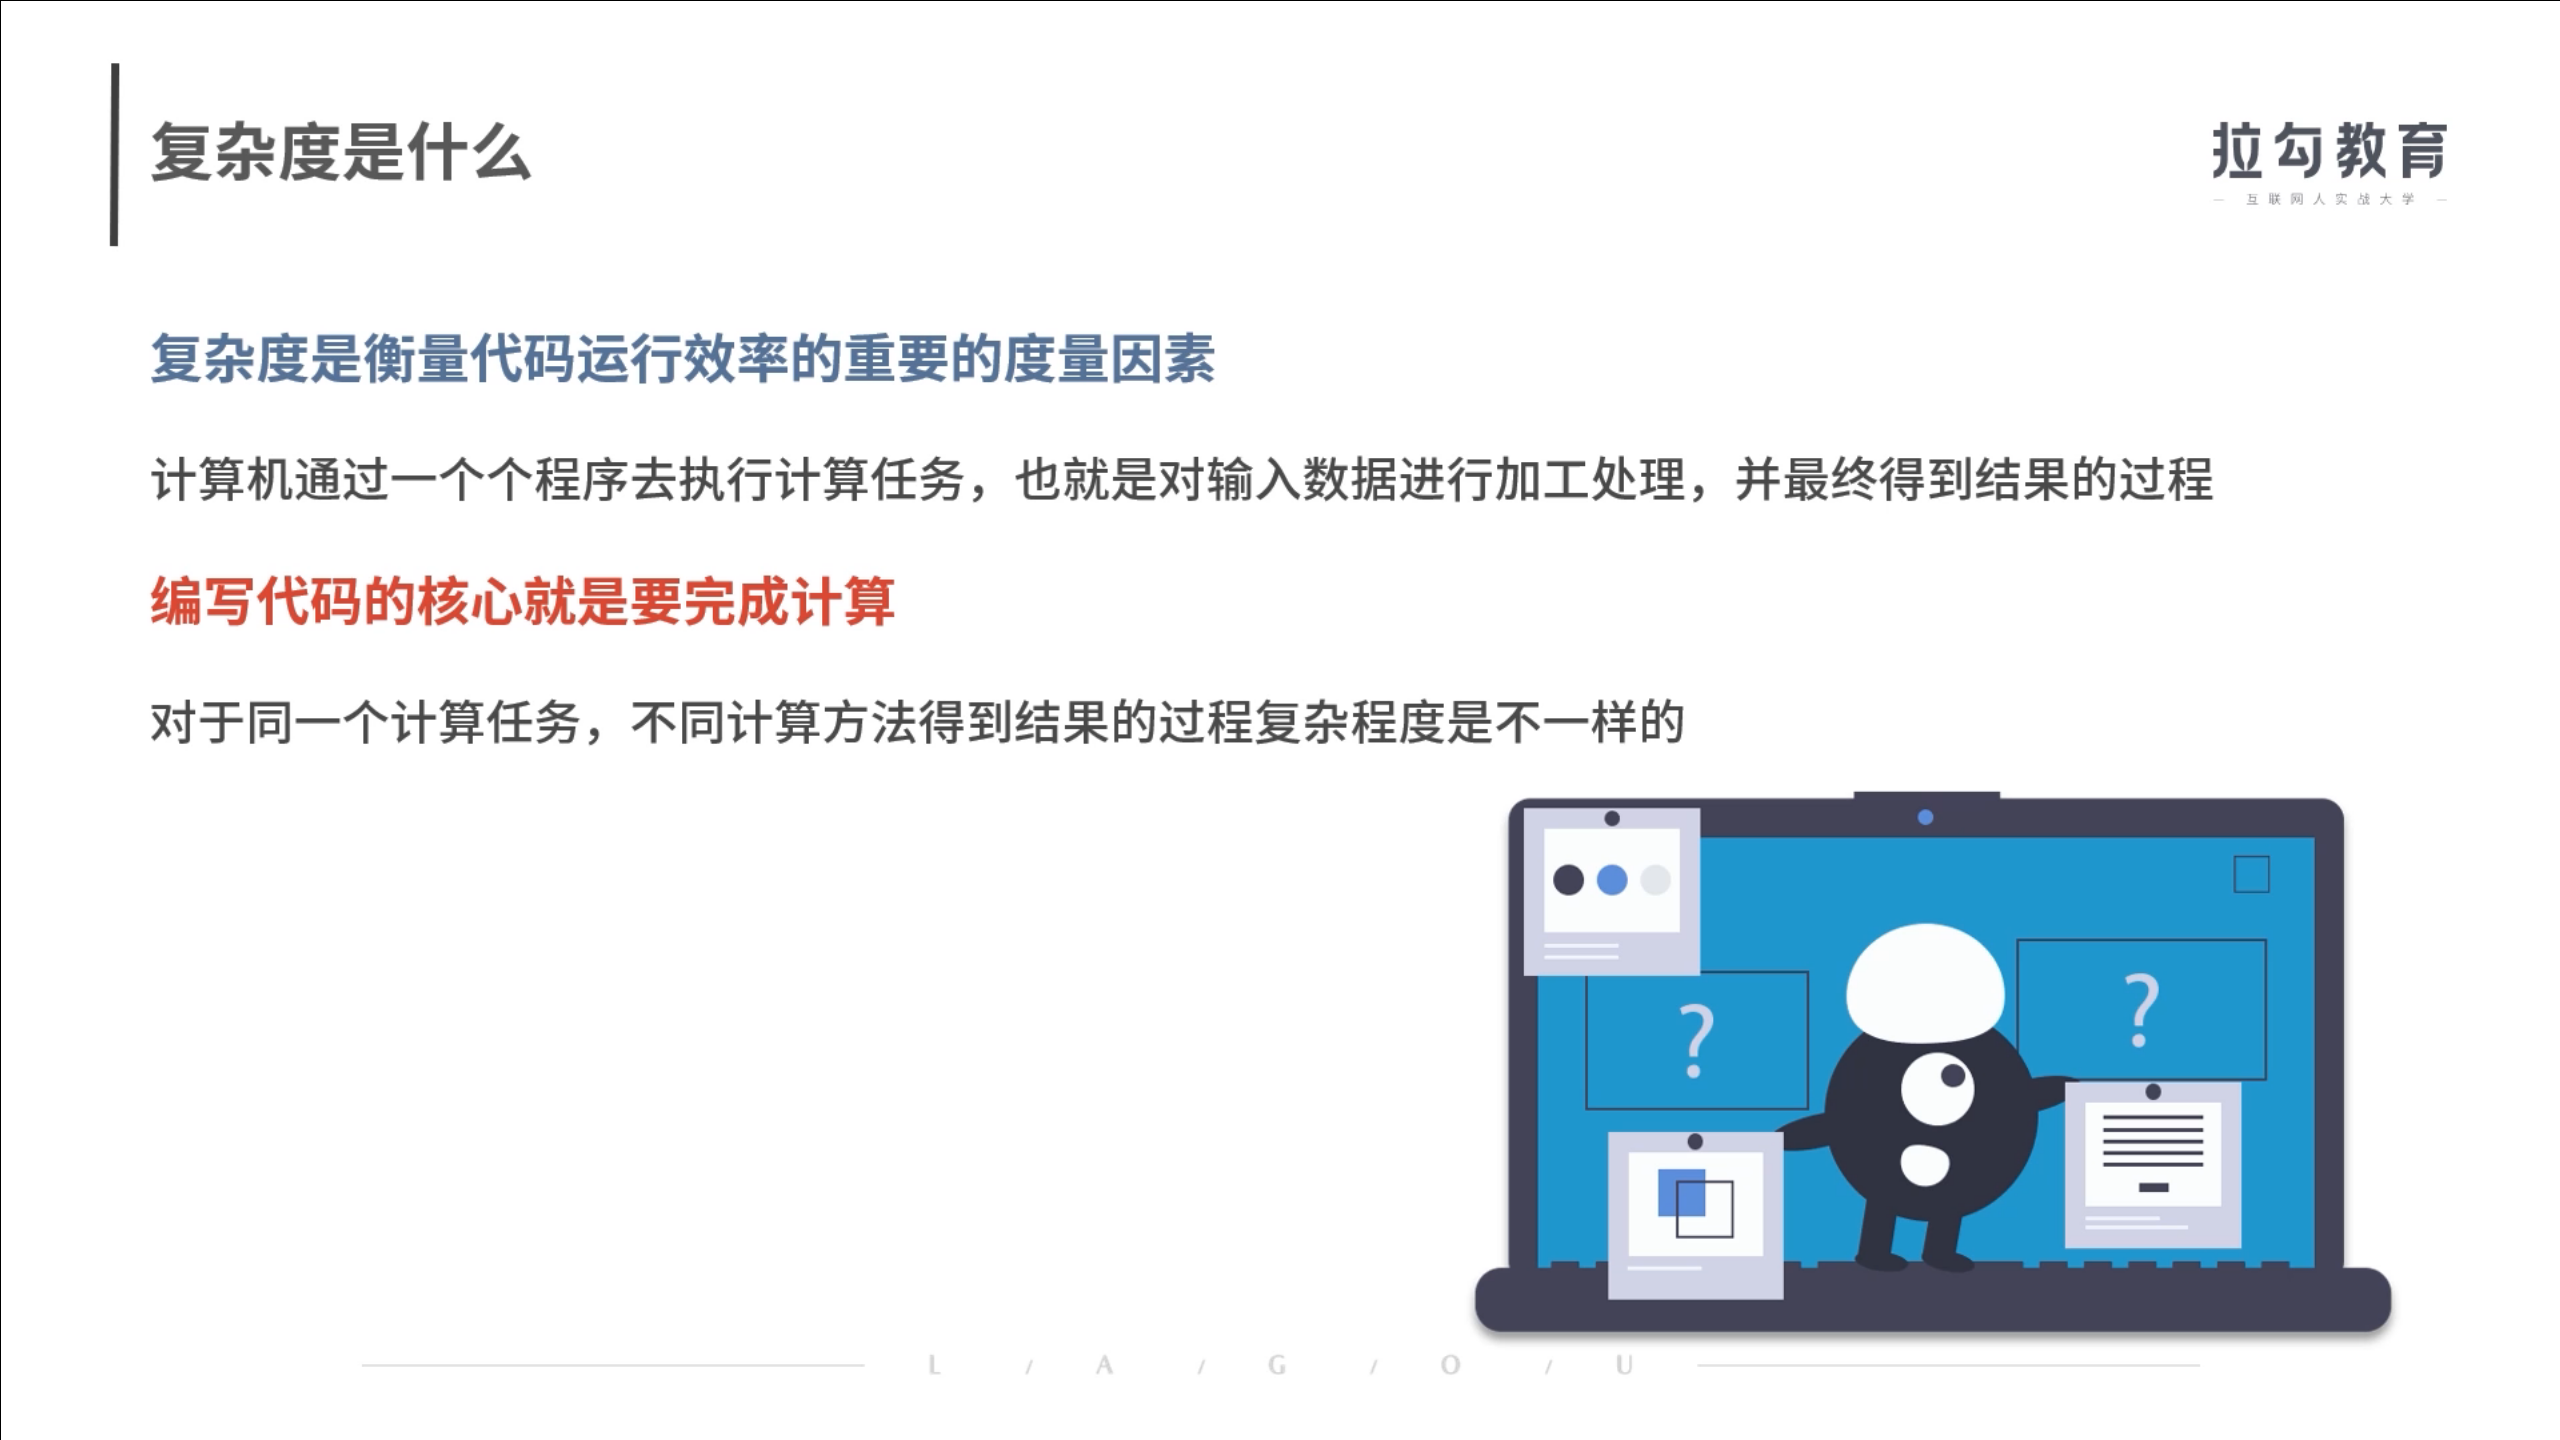 复杂度是什么
拉勾教育
— 互联网人实战大学 —
复杂度是衡量代码运行效率的重要的度量因素
计算机通过一个个程序去执行计算任务，也就是对输入数据进行加工处理，并最终得到结果的过程
编写代码的核心就是要完成计算
对于同一个计算任务，不同计算方法得到结果的过程复杂程度是不一样的
? ?
L / A / G / O / U